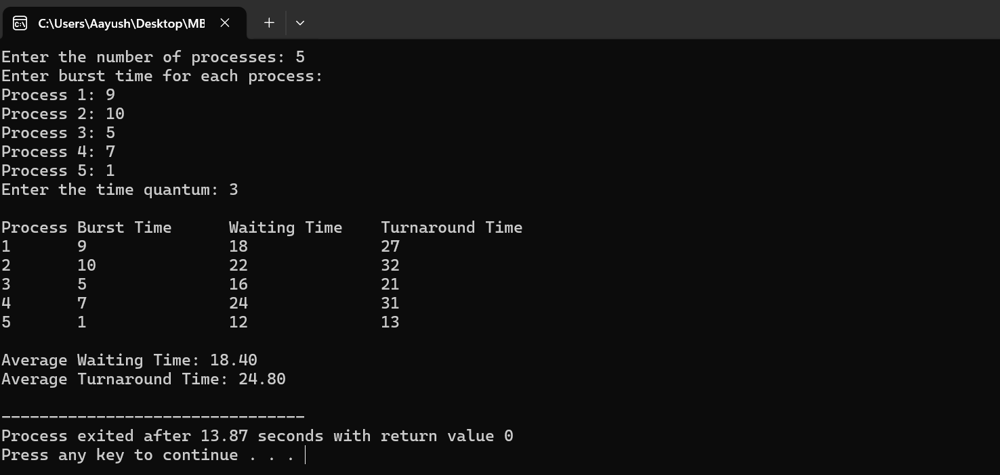 C:\Users\Aayush\Desktop\MB
Enter the number of processes: 5
Enter burst time for each process:
Process 1: 9
Process 2: 10
Process 3: 5
Process 4: 7
Process 5: 1
Enter the time quantum: 3
Process Burst Time Waiting Time Turnaround Time
1 9 18 27
2 10 22 32
3 5 16 21
4 7 24 31
5 1 12 13
Average Waiting Time: 18.40
Average Turnaround Time: 24.80
--------------------------------
Process exited after 13.87 seconds with return value 0
Press any key to continue . . .